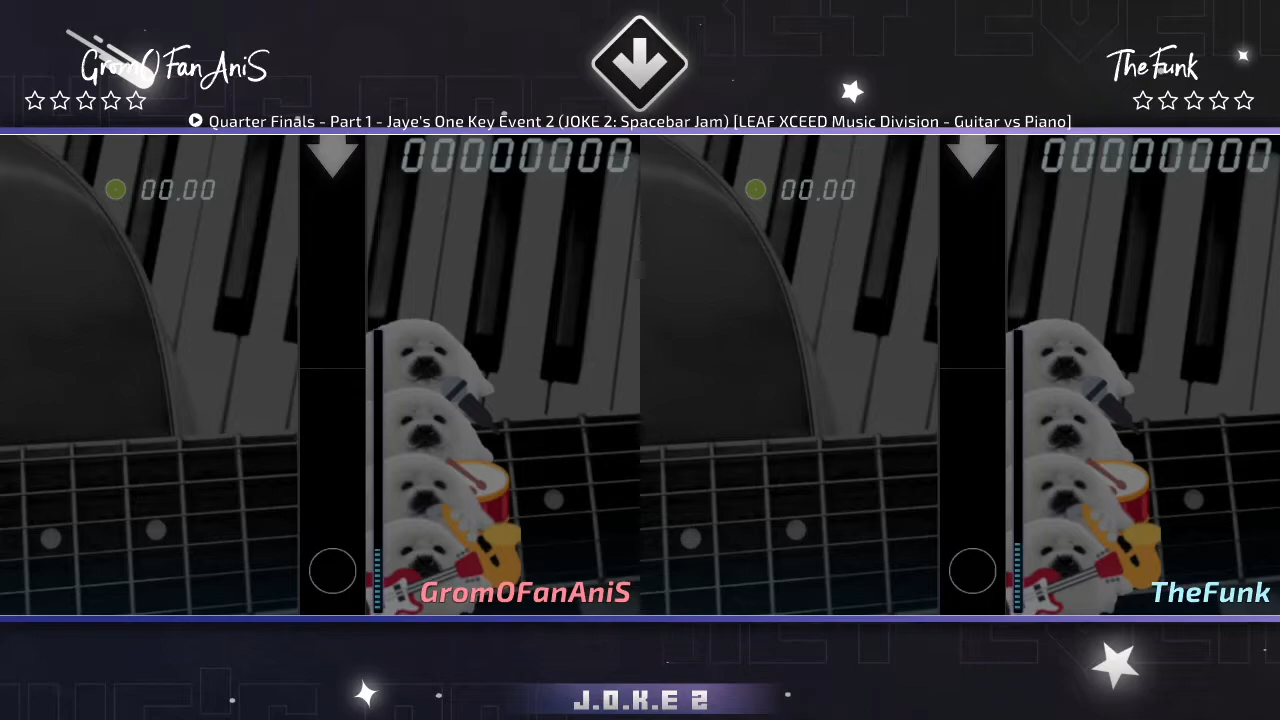 GromOFanAniS
TheFunk
Quarter Finals - Part 1 - Jaye's One Key Event 2 (JOKE 2: Spacebar Jam) [LEAF XCEED Music Division - Guitar vs Piano]
00000000
00000000
00.00
00.00
GromOFanAniS
TheFunk
J.O.K.E 2